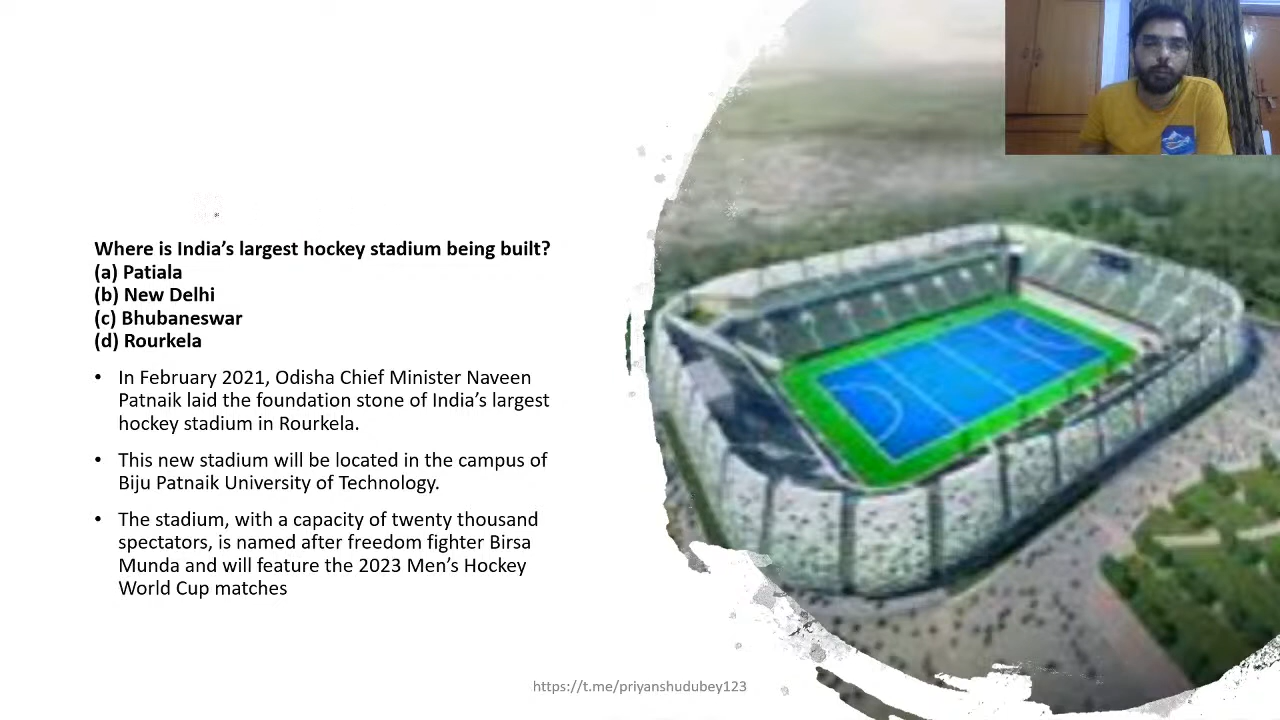 Where is India’s largest hockey stadium being built?
(a) Patiala
(b) New Delhi
(c) Bhubaneswar
(d) Rourkela
• In February 2021, Odisha Chief Minister Naveen
Patnaik laid the foundation stone of India’s largest
hockey stadium in Rourkela.
• This new stadium will be located in the campus of
Biju Patnaik University of Technology.
• The stadium, with a capacity of twenty thousand
spectators, is named after freedom fighter Birsa
Munda and will feature the 2023 Men’s Hockey
World Cup matches
https://t.me/priyanshudubey123